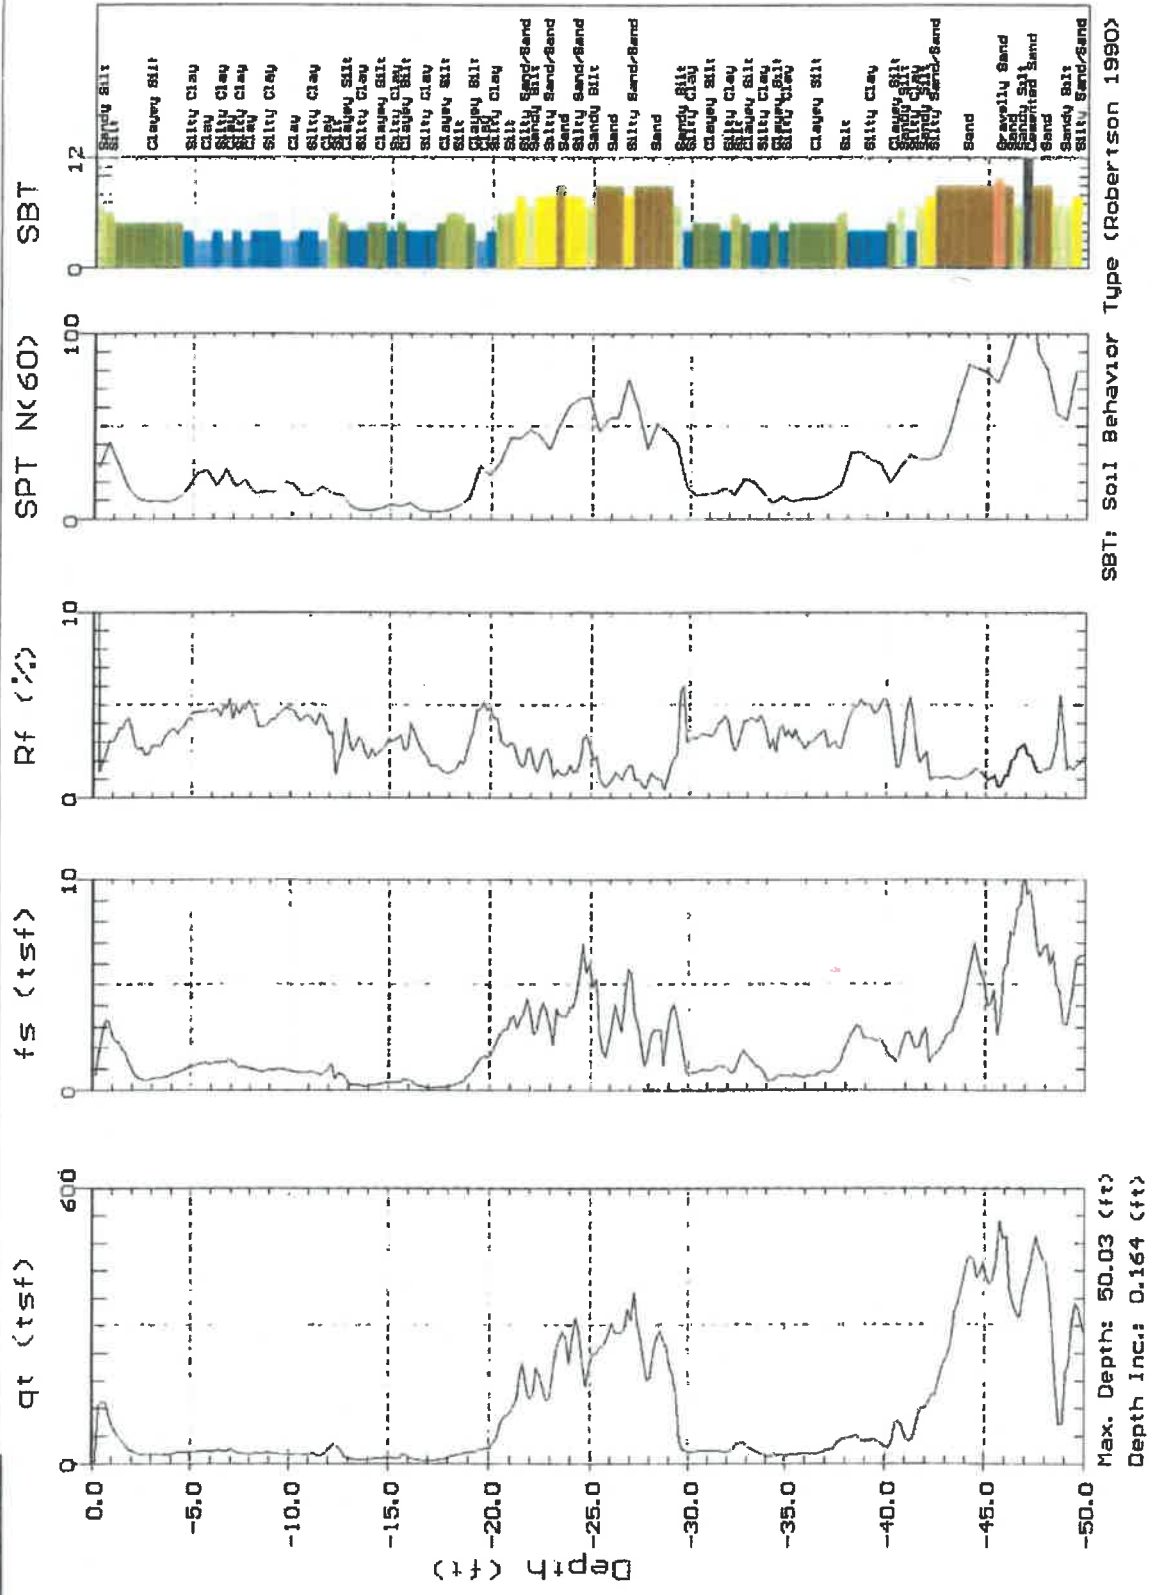 qt (tsf)
fs (tsf)
Rf (%)
SPT N(60)
SBT
0
600
0
10
0
10
0
100
0
12
Depth (ft)
0.0
-5.0
-10.0
-15.0
-20.0
-25.0
-30.0
-35.0
-40.0
-45.0
-50.0
Sandy Silt
Silt
Clayey Silt
Silty Clay
Clay
Silty Clay
Clay
Silty Clay
Clay
Silty Clay
Clay
Silty Clay
Clay
Silt
Clayey Silt
Silty Clay
Clayey Silt
Silty Clay
Clayey Silt
Silty Clay
Clayey Silt
Silt
Clayey Silt
Clay
Silty Clay
Silt
Silty Sand/Sand
Sandy Silt
Silty Sand/Sand
Sand
Silty Sand/Sand
Sandy Silt
Sand
Silty Sand/Sand
Sand
Sandy Silt
Silty Clay
Clayey Silt
Silty Clay
Silt
Clayey Silt
Silty Clay
Clayey Silt
Silty Clay
Clayey Silt
Silt
Silty Clay
Clayey Silt
Sandy Silt
Silty Clay
Silty Sand/Sand
Sand
Gravelly Sand
Sand
Sandy Silt
Cemented Sand
Sand
Sandy Silt
Silty Sand/Sand
Max. Depth: 50.03 (ft)
Depth Inc.: 0.164 (ft)
SBT: Soil Behavior Type (Robertson 1990)